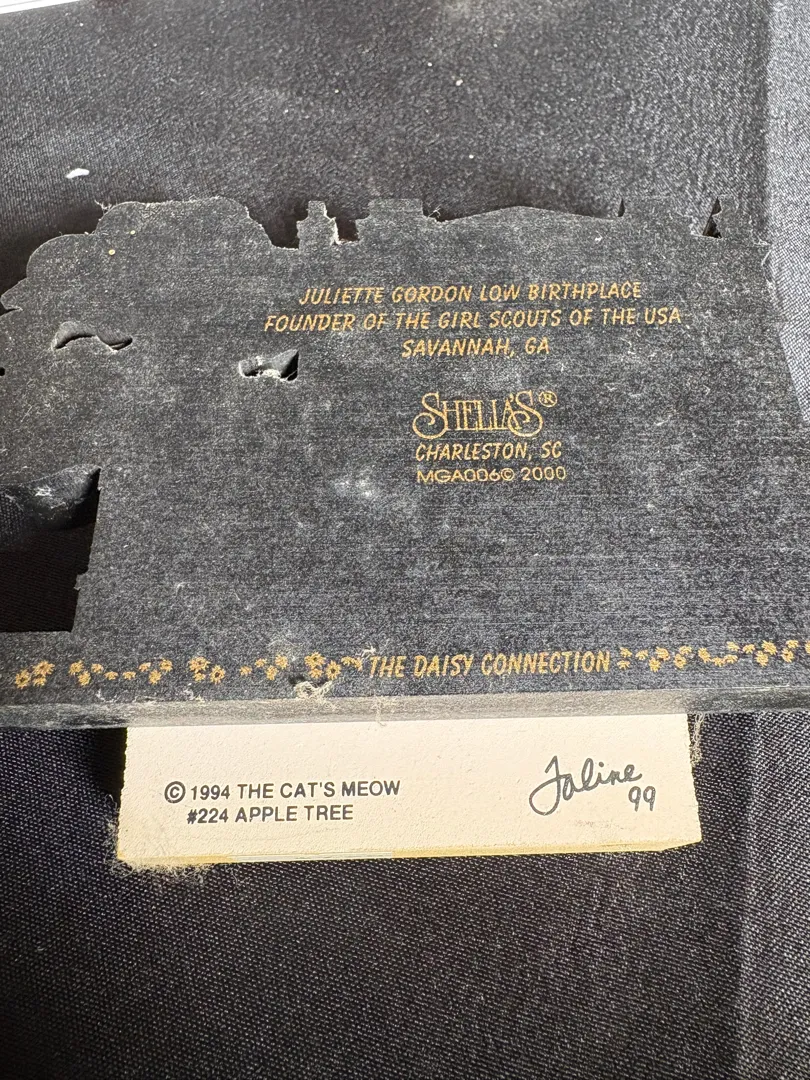 JULIETTE GORDON LOW BIRTHPLACE
FOUNDER OF THE GIRL SCOUTS OF THE USA
SAVANNAH, GA
SHELIA'S®
CHARLESTON, SC
MGA006© 2000
THE DAISY CONNECTION
© 1994 THE CAT'S MEOW
#224 APPLE TREE
Faline
99